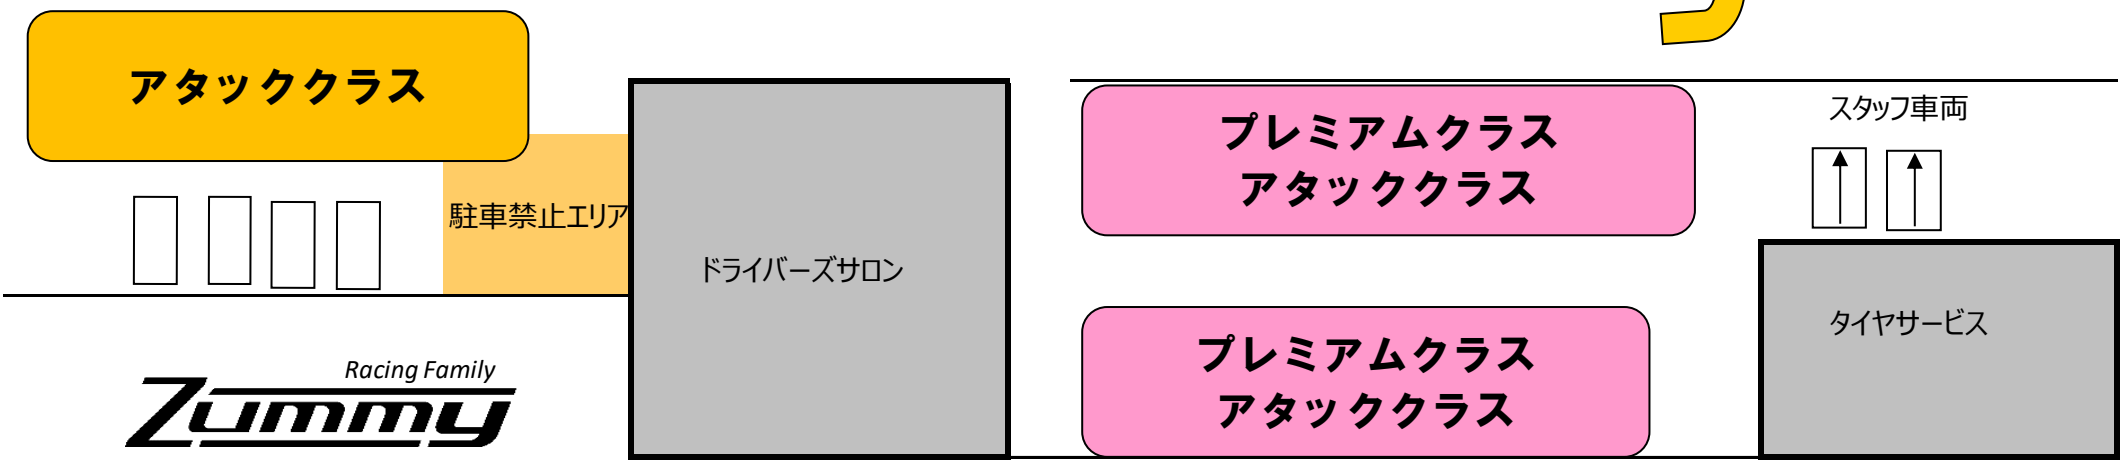 アタッククラス
駐車禁止エリア
ドライバーズサロン
プレミアムクラス
アタッククラス
スタッフ車両
プレミアムクラス
アタッククラス
タイヤサービス
Racing Family
Zummy